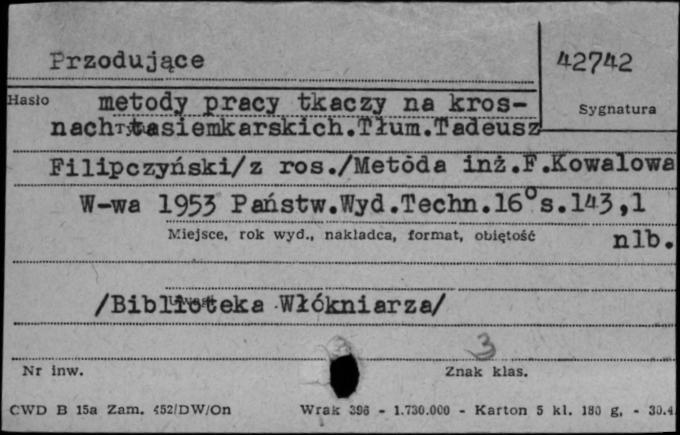 Przodujące
42742
Hasło metody pracy tkaczy na kros-
Sygnatura
nach tasiemkarskich.Tłum.Tadeusz
Filipczyński/z ros./Metoda inż.F.Kowalowa
W-wa 1953 Państw.Wyd.Techn.16° s.143,1
Miejsce, rok wyd., nakładca, format, objętość nlb.
/Biblioteka Włókniarza/
3
Nr inw. Znak klas.
CWD B 15a Zam. 452/DW/On Wrak 396 - 1.730.000 - Karton 5 kl. 180 g. - 30.4